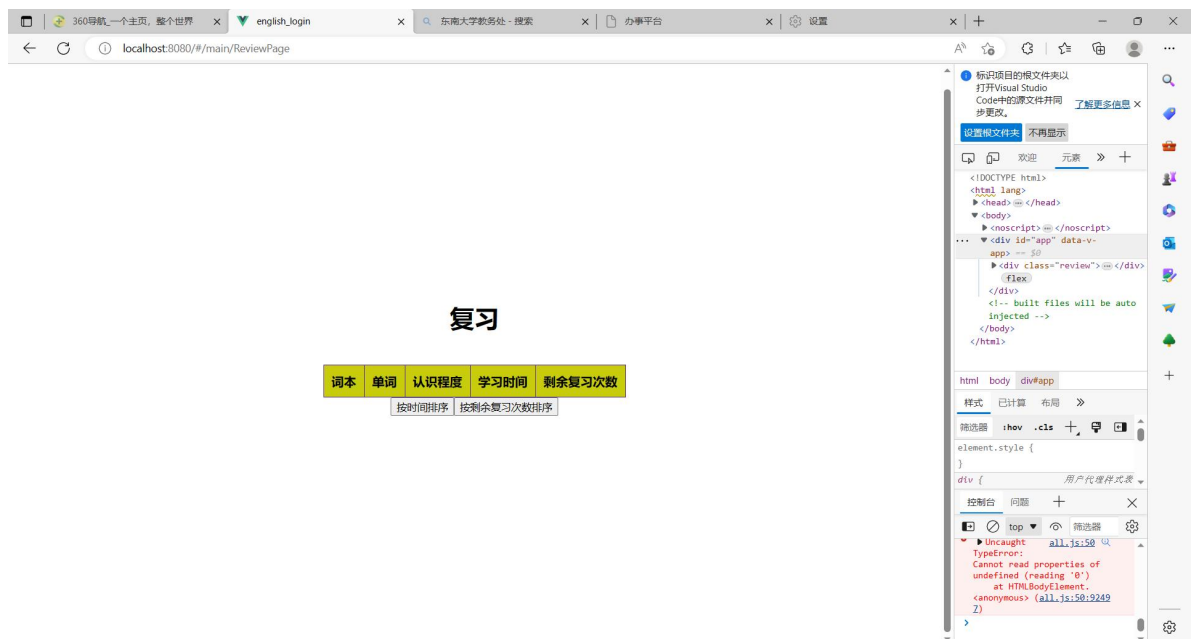 360导航_一个主页，整个世界
english_login
东南大学教务处 - 搜索
办事平台
设置
localhost:8080/#/main/ReviewPage
复习
词本 单词 认识程度 学习时间 剩余复习次数
按时间排序 按剩余复习次数排序
标识项目的根文件夹以
打开Visual Studio
Code中的源文件并同
步更改。
了解更多信息
设置根文件夹 不再显示
欢迎 元素
<!DOCTYPE html>
<html lang>
<head> </head>
<body>
<noscript> </noscript>
<div id="app" data-v-
app> == $0
<div class="review"> </div>
flex
</div>
<!-- built files will be auto
injected -->
</body>
</html>
html body div#app
样式 已计算 布局
筛选器 :hov .cls
element.style {
}
div { 用户代理样式表
控制台 问题
top 筛选器
Uncaught all.js:50
TypeError:
Cannot read properties of
undefined (reading '0')
at HTMLBodyElement.
<anonymous> (all.js:50:9249
7)